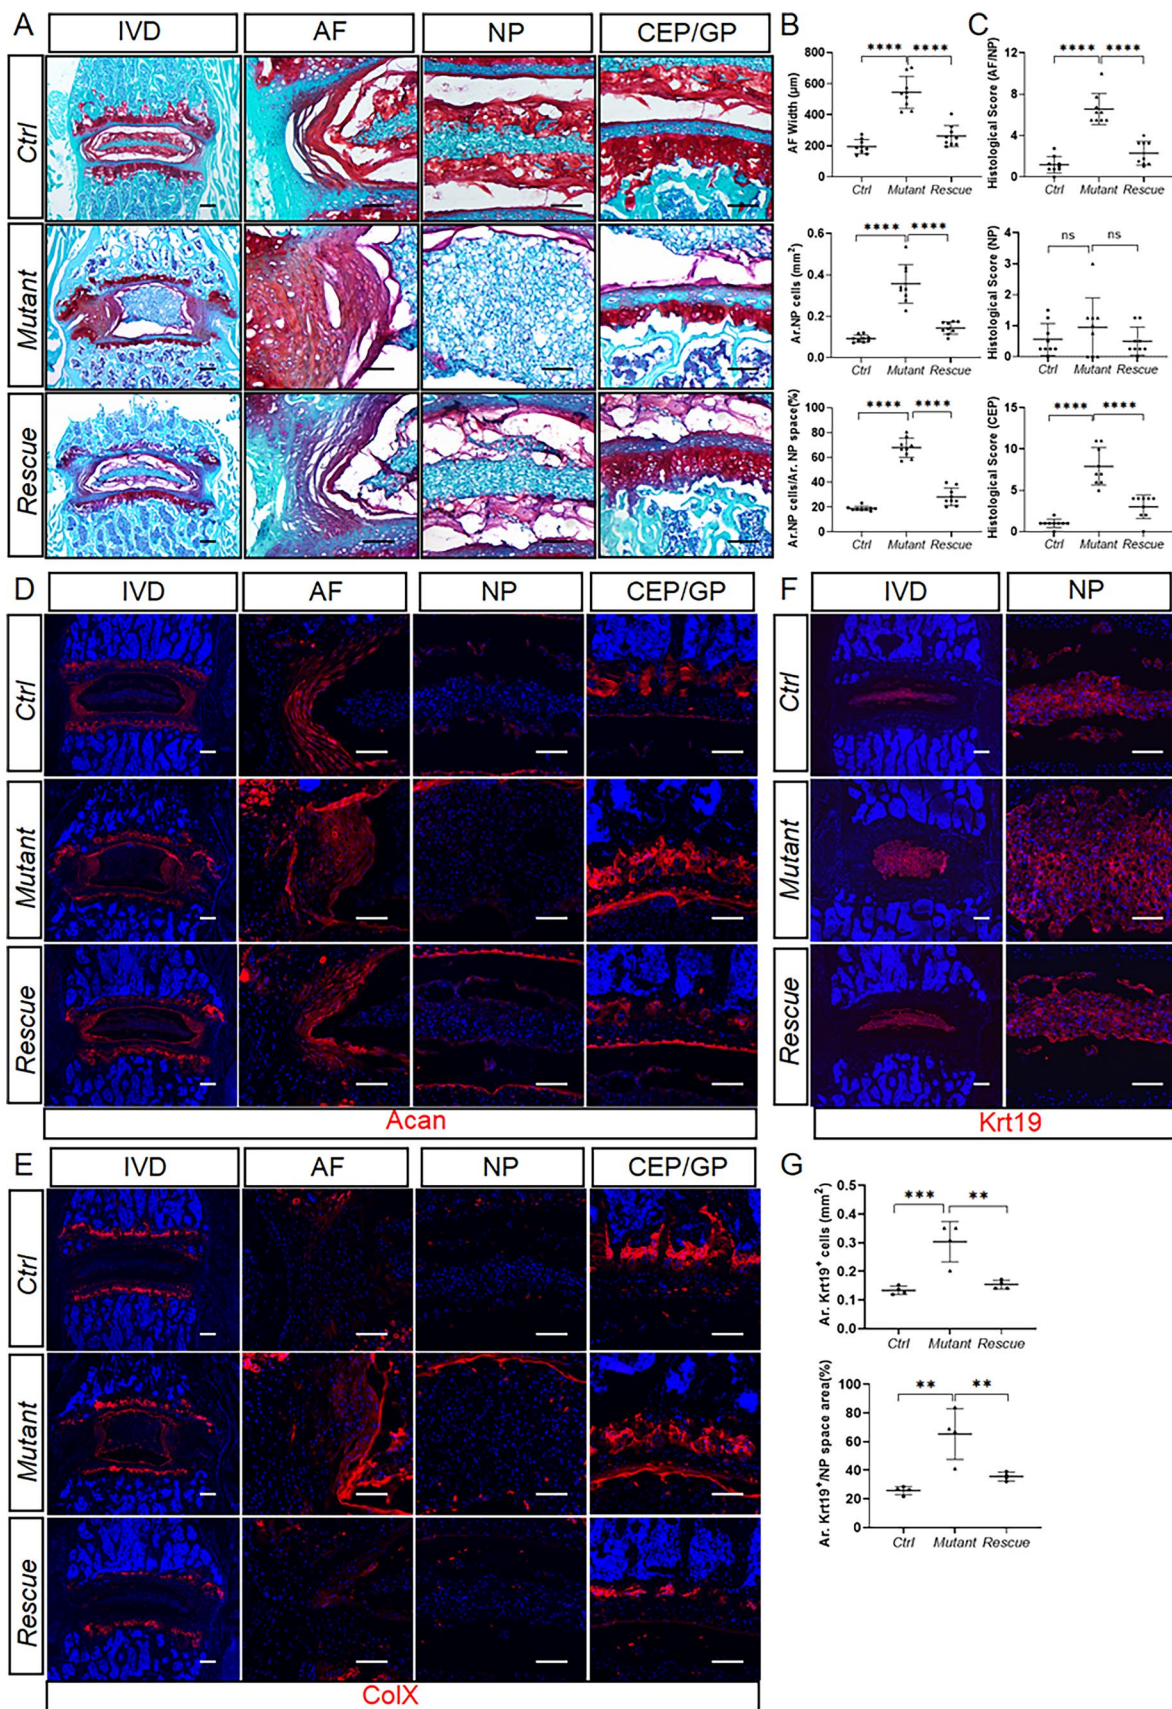 A
IVD
AF
NP
CEP/GP
Ctrl
Mutant
Rescue
B
**** ****
AF Width (µm)
800
600
400
200
0
Ctrl Mutant Rescue
**** ****
Ar.NP cells (mm²)
0.6
0.4
0.2
0.0
Ctrl Mutant Rescue
**** ****
Ar.NP cells/Ar. NP space(%)
100
80
60
40
20
0
Ctrl Mutant Rescue
C
**** ****
Histological Score (AF/NP)
12
8
4
0
Ctrl Mutant Rescue
ns ns
Histological Score (NP)
4
3
2
1
0
Ctrl Mutant Rescue
**** ****
Histological Score (CEP)
15
10
5
0
Ctrl Mutant Rescue
D
IVD
AF
NP
CEP/GP
Ctrl
Mutant
Rescue
Acan
F
IVD
NP
Ctrl
Mutant
Rescue
Krt19
E
IVD
AF
NP
CEP/GP
Ctrl
Mutant
Rescue
ColX
G
*** **
Ar. Krt19⁺ cells (mm²)
0.5
0.4
0.3
0.2
0.1
0.0
Ctrl Mutant Rescue
** **
Ar. Krt19⁺/NP space area(%)
100
80
60
40
20
0
Ctrl Mutant Rescue